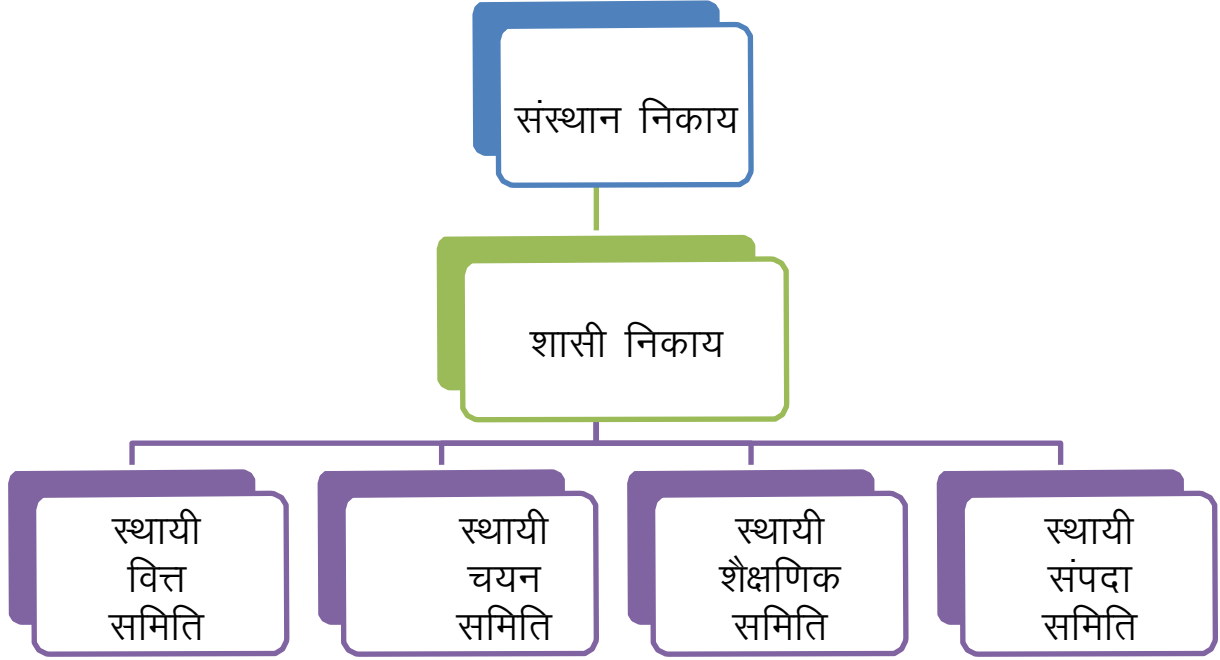 संस्थान निकाय
शासी निकाय
स्थायी
वित्त
समिति
स्थायी
चयन
समिति
स्थायी
शैक्षणिक
समिति
स्थायी
संपदा
समिति